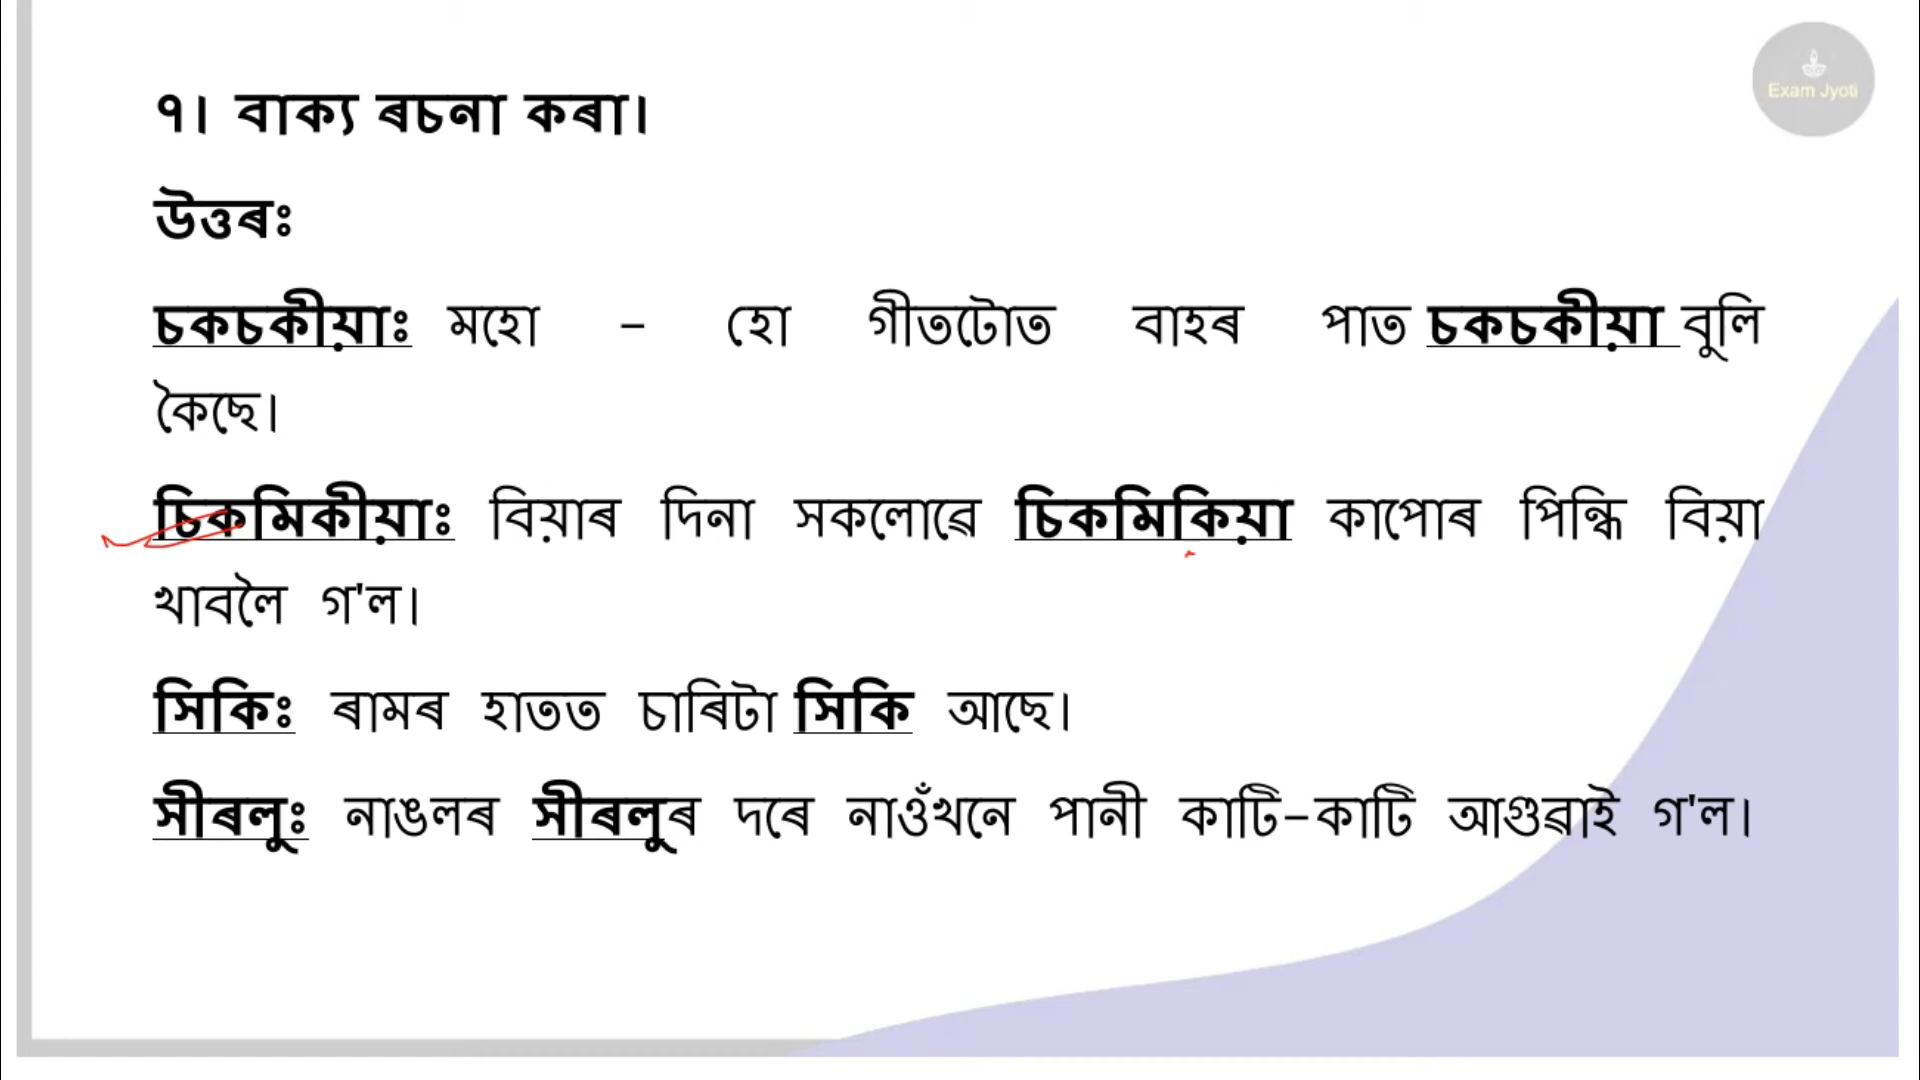 Exam Jyoti
৭। বাক্য ৰচনা কৰা।
উত্তৰঃ
চকচকীয়াঃ মহো – হো গীতটোত বাহৰ পাত চকচকীয়া বুলি
কৈছে।
চিকমিকীয়াঃ বিয়াৰ দিনা সকলোৱে চিকমিকিয়া কাপোৰ পিন্ধি বিয়া
খাবলৈ গ'ল।
সিকিঃ ৰামৰ হাতত চাৰিটা সিকি আছে।
সীৰলুঃ নাঙলৰ সীৰলুৰ দৰে নাওঁখনে পানী কাটি–কাটি আগুৱাই গ'ল।